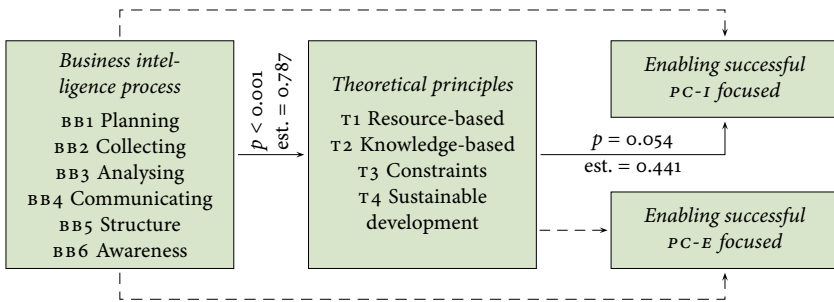 Business intel-
ligence process
BB1 Planning
BB2 Collecting
BB3 Analysing
BB4 Communicating
BB5 Structure
BB6 Awareness
p < 0.001
est. = 0.787
Theoretical principles
T1 Resource-based
T2 Knowledge-based
T3 Constraints
T4 Sustainable
development
p = 0.054
est. = 0.441
Enabling successful
PC-I focused
Enabling successful
PC-E focused